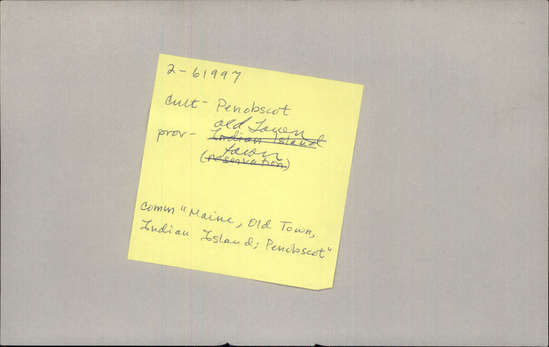 2-61997
cult- Penobscot
old Town
prov- Indian Island
town
(reservation)
comm "Maine, Old Town,
Indian Island; Penobscot"